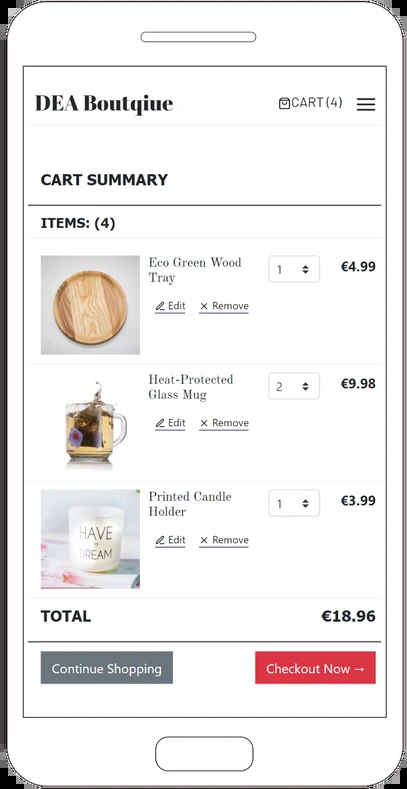 DEA Boutqiue
CART (4)
CART SUMMARY
ITEMS: (4)
Eco Green Wood
Tray
1
€4.99
Edit
Remove
Heat-Protected
Glass Mug
2
€9.98
Edit
Remove
Printed Candle
Holder
1
€3.99
Edit
Remove
HAVE
a
DREAM
TOTAL
€18.96
Continue Shopping
Checkout Now →